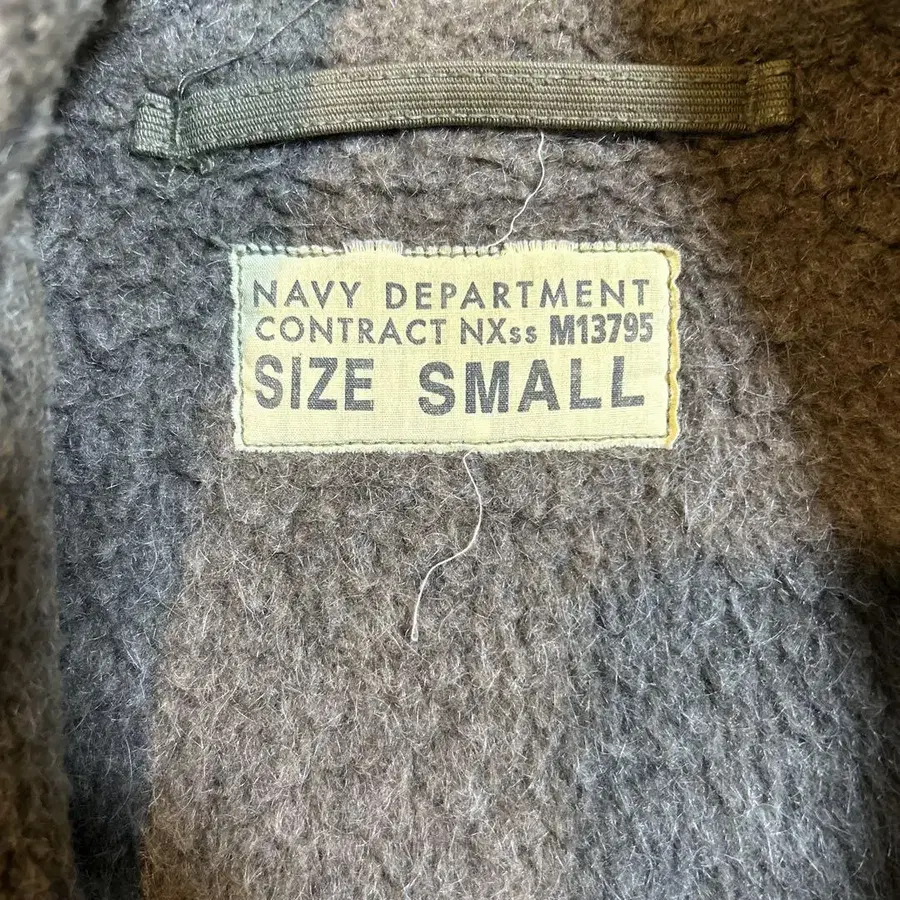 NAVY DEPARTMENT
CONTRACT NXss M13795
SIZE SMALL